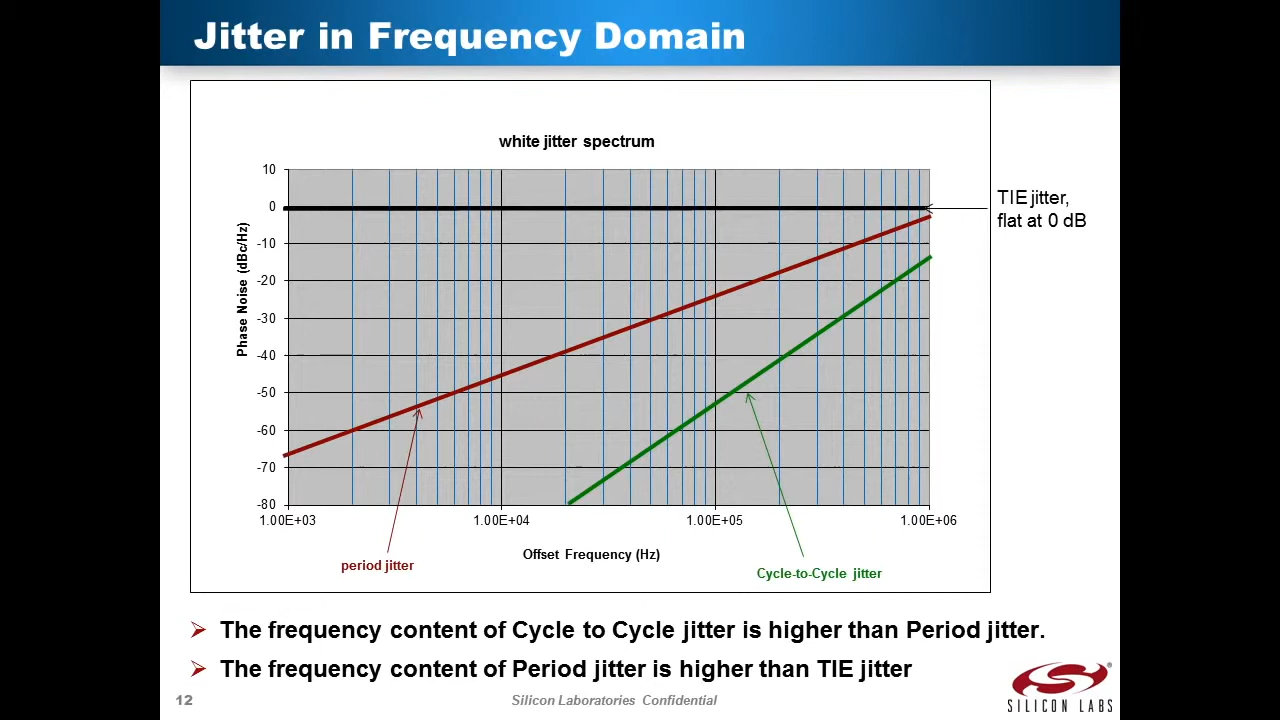 Jitter in Frequency Domain
white jitter spectrum
10
0
-10
-20
-30
-40
-50
-60
-70
-80
Phase Noise (dBc/Hz)
1.00E+03 1.00E+04 1.00E+05 1.00E+06
Offset Frequency (Hz)
TIE jitter,
flat at 0 dB
period jitter
Cycle-to-Cycle jitter
The frequency content of Cycle to Cycle jitter is higher than Period jitter.
The frequency content of Period jitter is higher than TIE jitter
12
Silicon Laboratories Confidential
SILICON LABS®